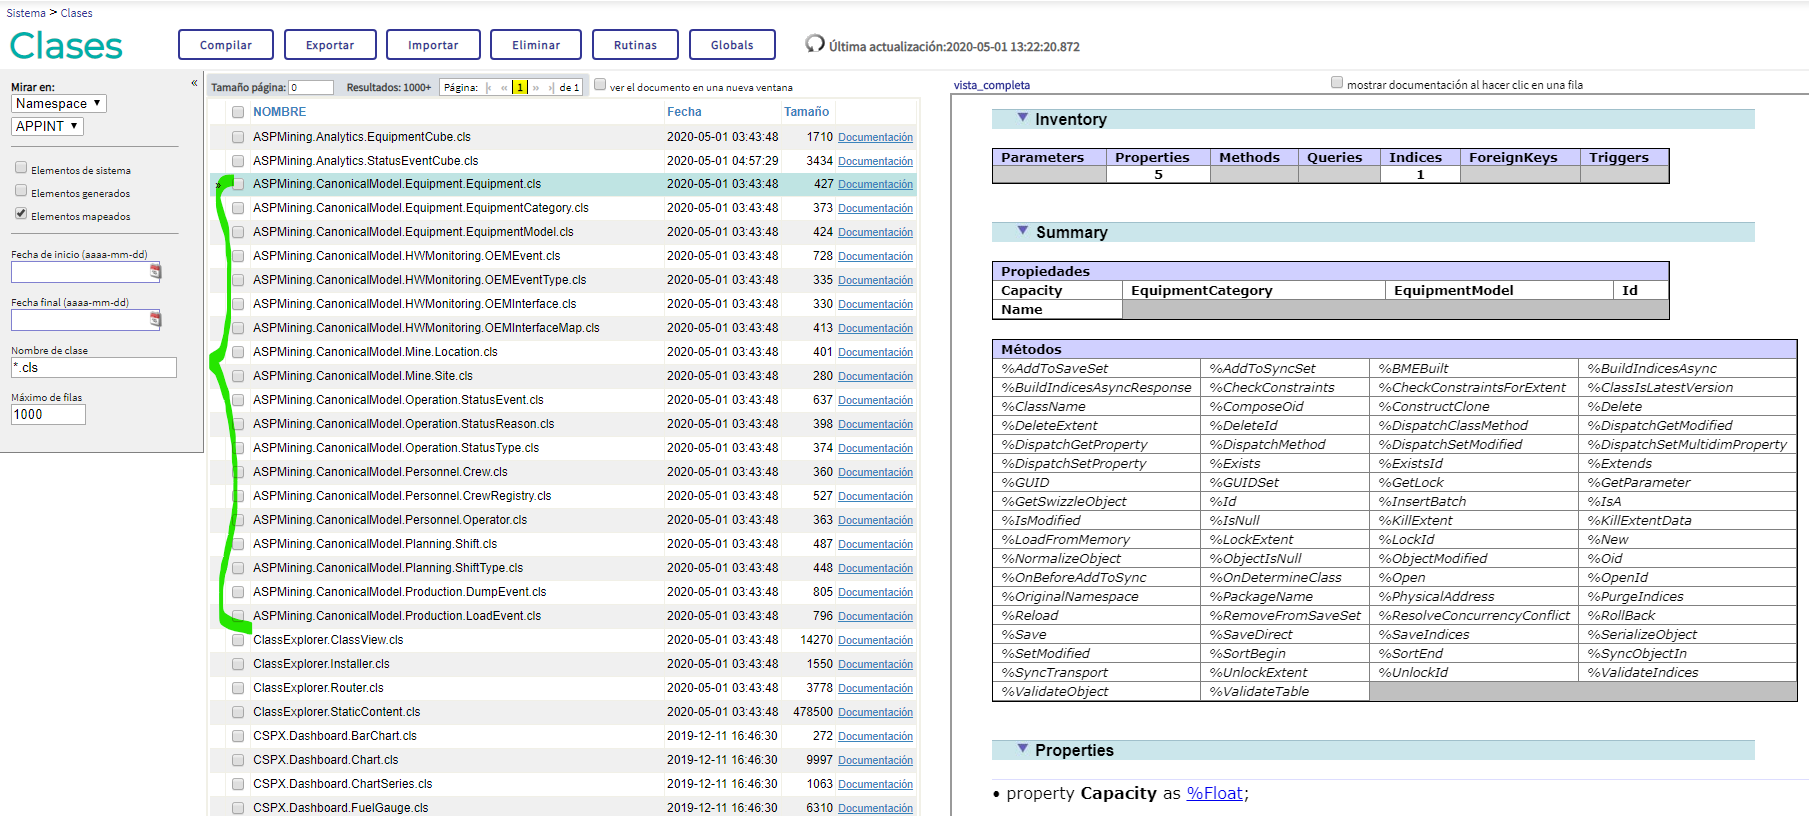 Sistema > Clases
Clases
Compilar Exportar Importar Eliminar Rutinas Globals Última actualización:2020-05-01 13:22:20.872
«
Mirar en:
Namespace ▼
APPINT ▼
Elementos de sistema
Elementos generados
Elementos mapeados
Fecha de inicio (aaaa-mm-dd)
Fecha final (aaaa-mm-dd)
Nombre de clase
*.cls
Máximo de filas
1000
Tamaño página: 0 Resultados: 1000+ Página: |« « 1 » »| de 1 ver el documento en una nueva ventana
NOMBRE Fecha Tamaño
ASPMining.Analytics.EquipmentCube.cls 2020-05-01 03:43:48 1710 Documentación
ASPMining.Analytics.StatusEventCube.cls 2020-05-01 04:57:29 3434 Documentación
» ASPMining.CanonicalModel.Equipment.Equipment.cls 2020-05-01 03:43:48 427 Documentación
ASPMining.CanonicalModel.Equipment.EquipmentCategory.cls 2020-05-01 03:43:48 373 Documentación
ASPMining.CanonicalModel.Equipment.EquipmentModel.cls 2020-05-01 03:43:48 424 Documentación
ASPMining.CanonicalModel.HWMonitoring.OEMEvent.cls 2020-05-01 03:43:48 728 Documentación
ASPMining.CanonicalModel.HWMonitoring.OEMEventType.cls 2020-05-01 03:43:48 335 Documentación
ASPMining.CanonicalModel.HWMonitoring.OEMInterface.cls 2020-05-01 03:43:48 330 Documentación
ASPMining.CanonicalModel.HWMonitoring.OEMInterfaceMap.cls 2020-05-01 03:43:48 413 Documentación
ASPMining.CanonicalModel.Mine.Location.cls 2020-05-01 03:43:48 401 Documentación
ASPMining.CanonicalModel.Mine.Site.cls 2020-05-01 03:43:48 280 Documentación
ASPMining.CanonicalModel.Operation.StatusEvent.cls 2020-05-01 03:43:48 637 Documentación
ASPMining.CanonicalModel.Operation.StatusReason.cls 2020-05-01 03:43:48 398 Documentación
ASPMining.CanonicalModel.Operation.StatusType.cls 2020-05-01 03:43:48 374 Documentación
ASPMining.CanonicalModel.Personnel.Crew.cls 2020-05-01 03:43:48 360 Documentación
ASPMining.CanonicalModel.Personnel.CrewRegistry.cls 2020-05-01 03:43:48 527 Documentación
ASPMining.CanonicalModel.Personnel.Operator.cls 2020-05-01 03:43:48 363 Documentación
ASPMining.CanonicalModel.Planning.Shift.cls 2020-05-01 03:43:48 487 Documentación
ASPMining.CanonicalModel.Planning.ShiftType.cls 2020-05-01 03:43:48 448 Documentación
ASPMining.CanonicalModel.Production.DumpEvent.cls 2020-05-01 03:43:48 805 Documentación
ASPMining.CanonicalModel.Production.LoadEvent.cls 2020-05-01 03:43:48 796 Documentación
ClassExplorer.ClassView.cls 2020-05-01 03:43:48 14270 Documentación
ClassExplorer.Installer.cls 2020-05-01 03:43:48 1550 Documentación
ClassExplorer.Router.cls 2020-05-01 03:43:48 3778 Documentación
ClassExplorer.StaticContent.cls 2020-05-01 03:43:48 478500 Documentación
CSPX.Dashboard.BarChart.cls 2019-12-11 16:46:30 272 Documentación
CSPX.Dashboard.Chart.cls 2019-12-11 16:46:30 9997 Documentación
CSPX.Dashboard.ChartSeries.cls 2019-12-11 16:46:30 1063 Documentación
CSPX.Dashboard.FuelGauge.cls 2019-12-11 16:46:30 6310 Documentación
vista_completa mostrar documentación al hacer clic en una fila
▼ Inventory
Parameters Properties Methods Queries Indices ForeignKeys Triggers
5 1
▼ Summary
Propiedades
Capacity EquipmentCategory EquipmentModel Id
Name
Métodos
%AddToSaveSet %AddToSyncSet %BMEBuilt %BuildIndicesAsync
%BuildIndicesAsyncResponse %CheckConstraints %CheckConstraintsForExtent %ClassIsLatestVersion
%ClassName %ComposeOid %ConstructClone %Delete
%DeleteExtent %DeleteId %DispatchClassMethod %DispatchGetModified
%DispatchGetProperty %DispatchMethod %DispatchSetModified %DispatchSetMultidimProperty
%DispatchSetProperty %Exists %ExistsId %Extends
%GUID %GUIDSet %GetLock %GetParameter
%GetSwizzleObject %Id %InsertBatch %IsA
%IsModified %IsNull %KillExtent %KillExtentData
%LoadFromMemory %LockExtent %LockId %New
%NormalizeObject %ObjectIsNull %ObjectModified %Oid
%OnBeforeAddToSync %OnDetermineClass %Open %OpenId
%OriginalNamespace %PackageName %PhysicalAddress %PurgeIndices
%Reload %RemoveFromSaveSet %ResolveConcurrencyConflict %RollBack
%Save %SaveDirect %SaveIndices %SerializeObject
%SetModified %SortBegin %SortEnd %SyncObjectIn
%SyncTransport %UnlockExtent %UnlockId %ValidateIndices
%ValidateObject %ValidateTable
▼ Properties
• property Capacity as %Float;